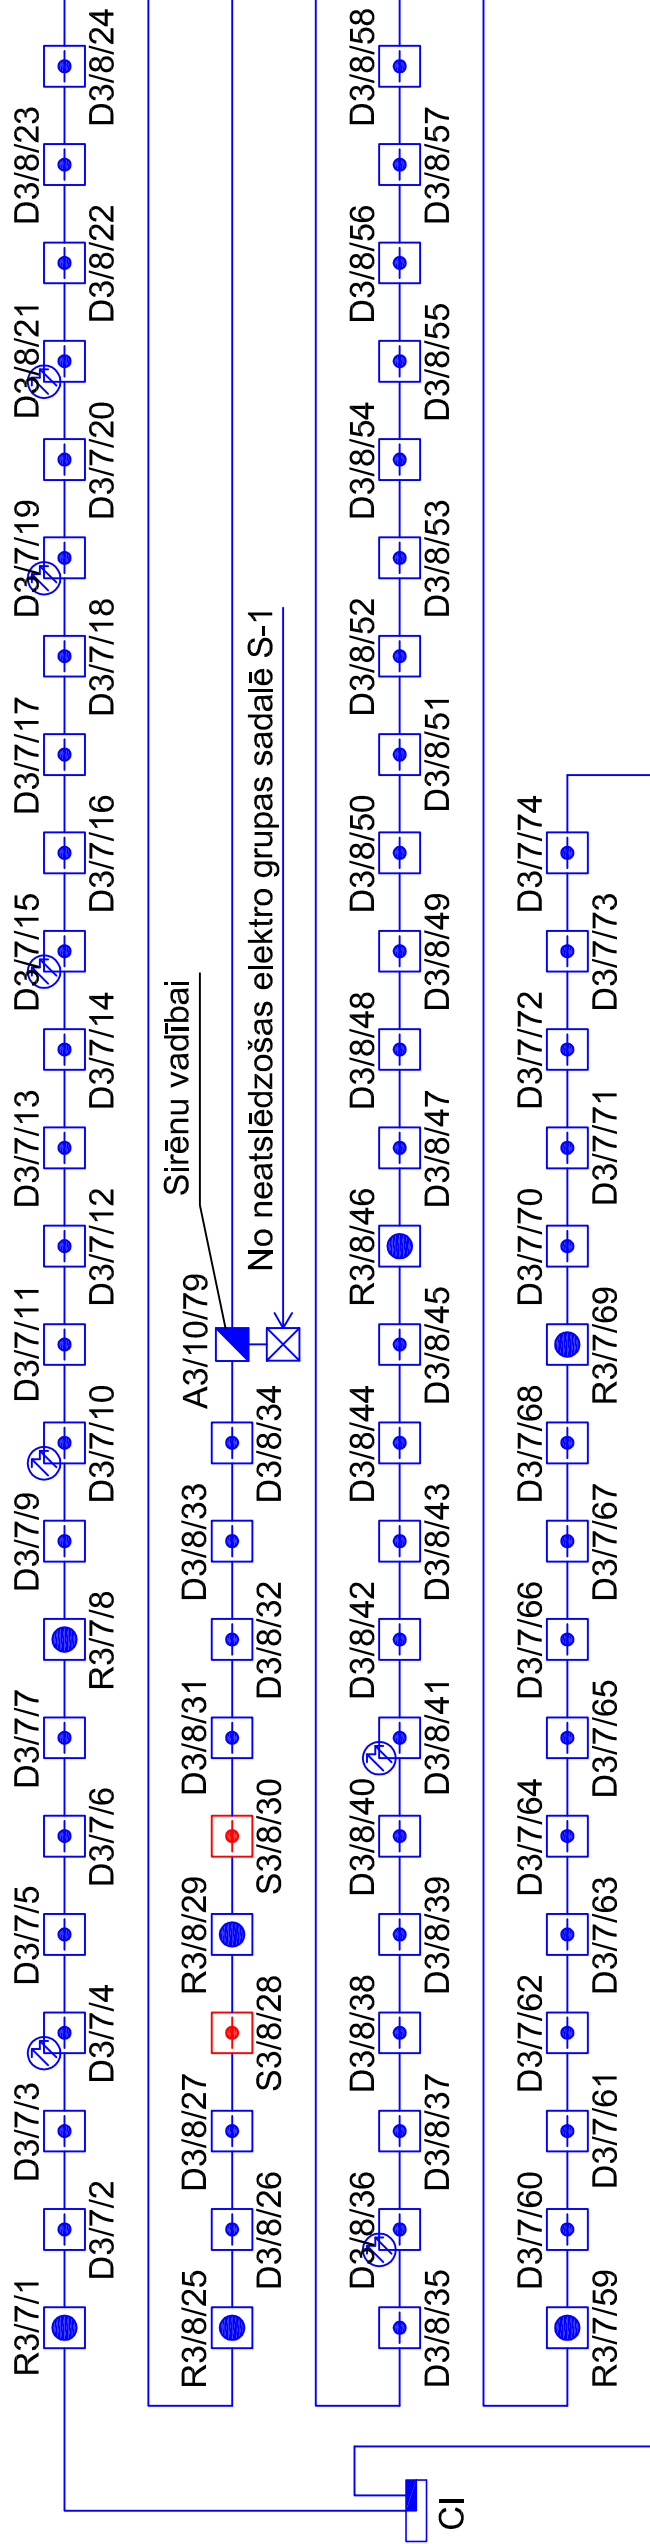 R3/7/1
D3/7/2
D3/7/3
D3/7/4
D3/7/5
D3/7/6
D3/7/7
R3/7/8
D3/7/9
D3/7/10
D3/7/11
D3/7/12
D3/7/13
D3/7/14
D3/7/15
D3/7/16
D3/7/17
D3/7/18
D3/7/19
D3/7/20
D3/8/21
D3/8/22
D3/8/23
D3/8/24
R3/8/25
D3/8/26
D3/8/27
S3/8/28
R3/8/29
S3/8/30
D3/8/31
D3/8/32
D3/8/33
D3/8/34
A3/10/79
Sirēnu vadībai
No neatslēdzošas elektro grupas sadalē S-1
D3/8/35
D3/8/36
D3/8/37
D3/8/38
D3/8/39
D3/8/40
D3/8/41
D3/8/42
D3/8/43
D3/8/44
D3/8/45
R3/8/46
D3/8/47
D3/8/48
D3/8/49
D3/8/50
D3/8/51
D3/8/52
D3/8/53
D3/8/54
D3/8/55
D3/8/56
D3/8/57
D3/8/58
R3/7/59
D3/7/60
D3/7/61
D3/7/62
D3/7/63
D3/7/64
D3/7/65
D3/7/66
D3/7/67
D3/7/68
R3/7/69
D3/7/70
D3/7/71
D3/7/72
D3/7/73
D3/7/74
CI